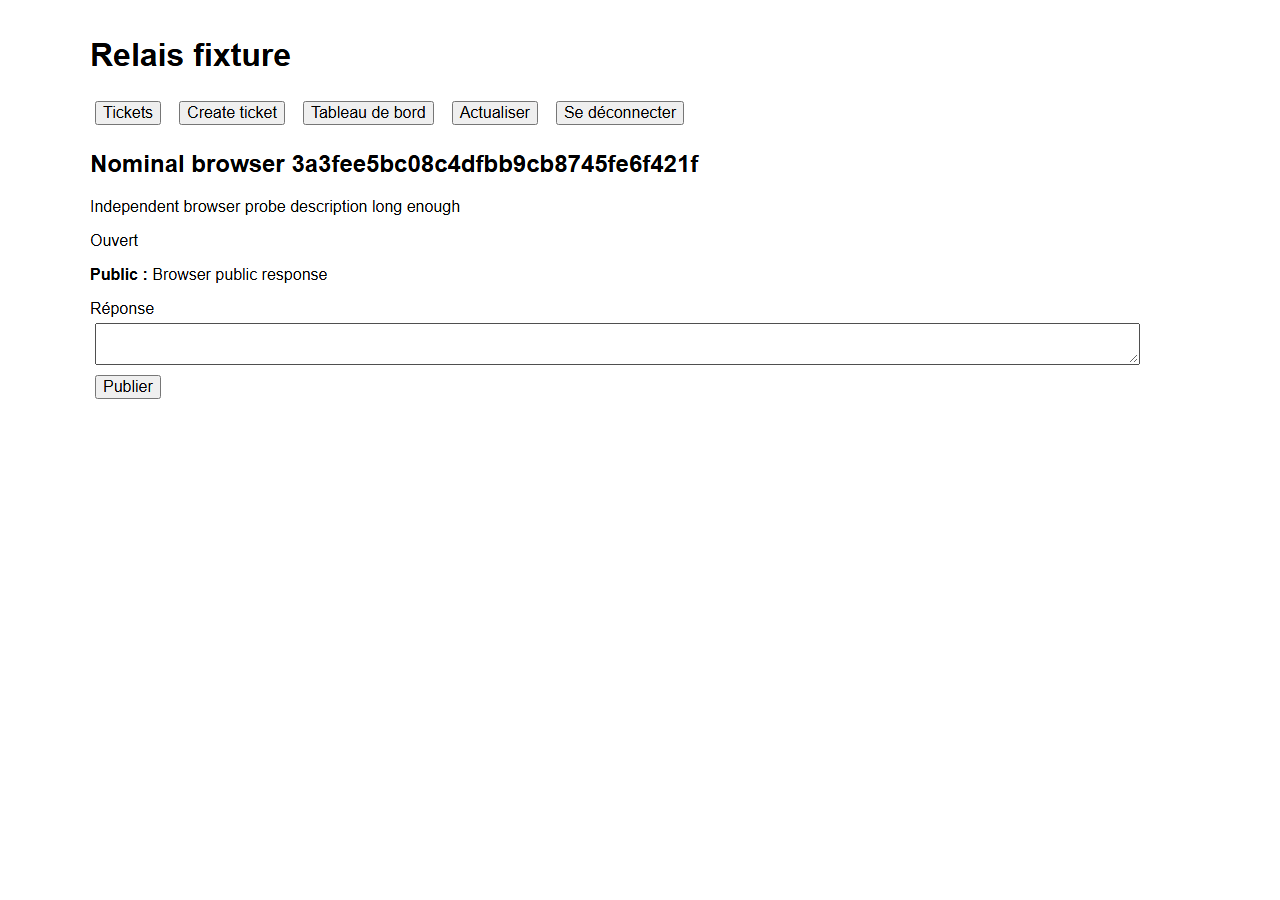 Relais fixture
Tickets Create ticket Tableau de bord Actualiser Se déconnecter
Nominal browser 3a3fee5bc08c4dfbb9cb8745fe6f421f
Independent browser probe description long enough
Ouvert
Public : Browser public response
Réponse
Publier